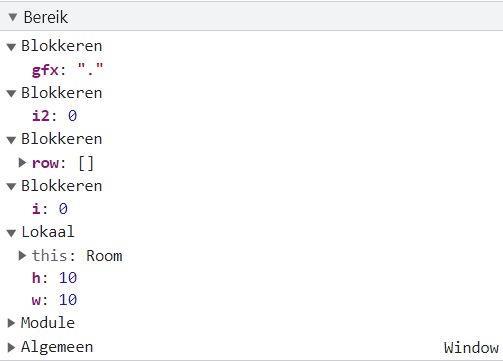 Bereik
Blokkeren
gfx: "."
Blokkeren
i2: 0
Blokkeren
row: []
Blokkeren
i: 0
Lokaal
this: Room
h: 10
w: 10
Module
Algemeen Window